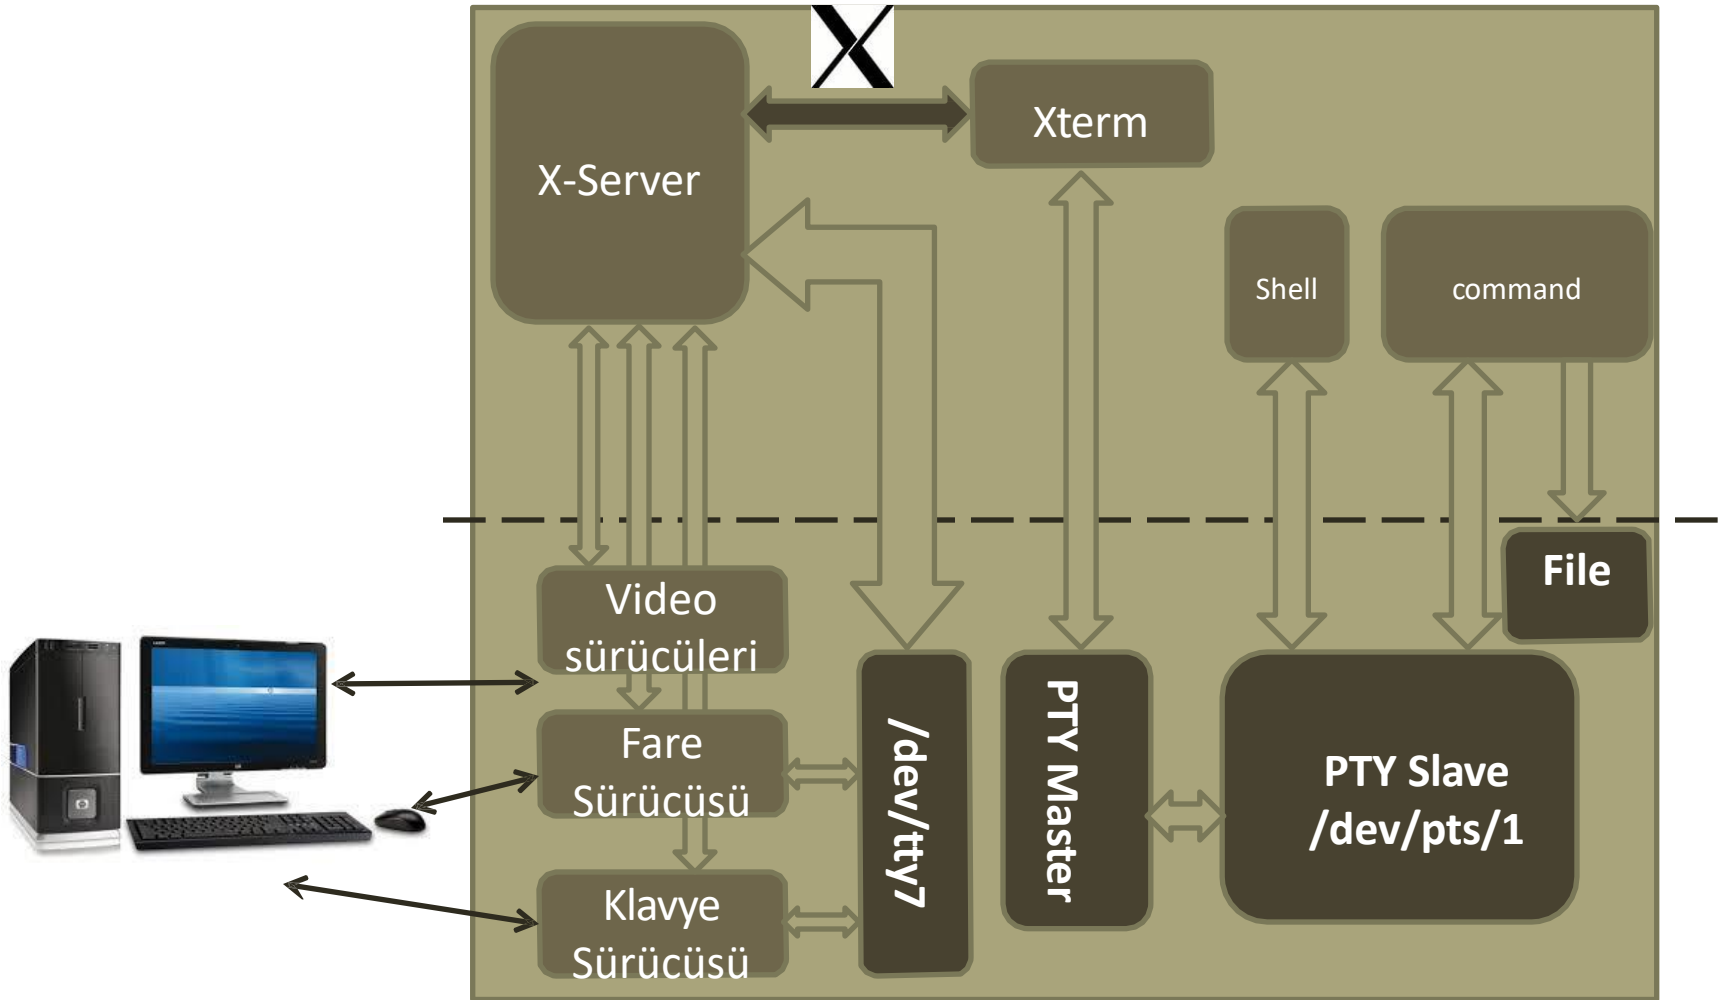 X
X-Server
Xterm
Shell
command
File
Video
sürücüleri
Fare
Sürücüsü
Klavye
Sürücüsü
/dev/tty7
PTY Master
PTY Slave
/dev/pts/1